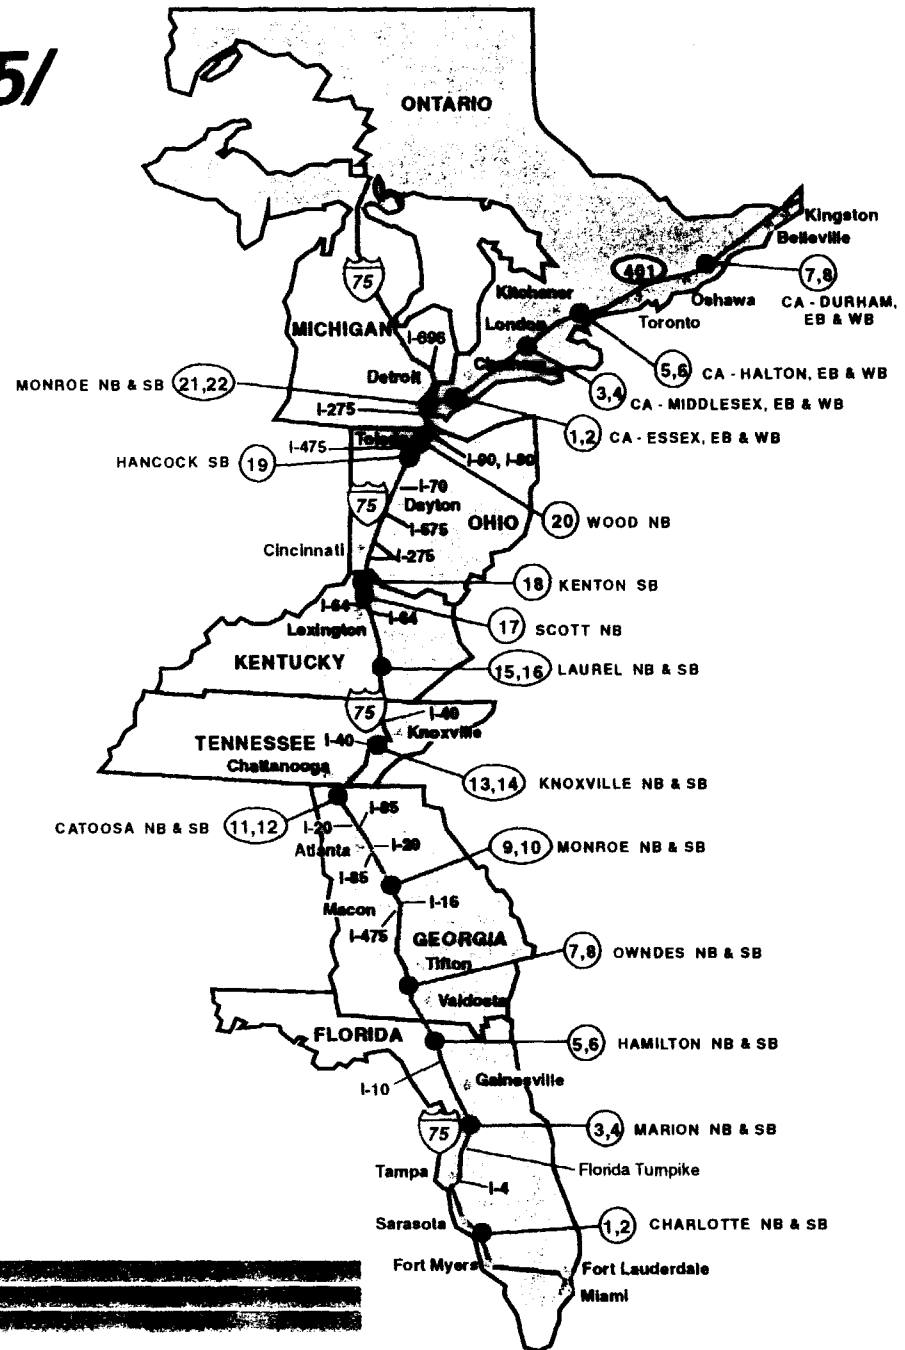 5/
ONTARIO
Kingston
Belleville
401
7,8
75
Kitchener
Oshawa
CA - DURHAM,
EB & WB
London
Toronto
MICHIGAN
I-696
5,6
CA - HALTON, EB & WB
Detroit
MONROE NB & SB
21,22
3,4
CA - MIDDLESEX, EB & WB
I-275
1,2
CA - ESSEX, EB & WB
I-475
HANCOCK SB
19
I-70
75
Dayton
OHIO
20
WOOD NB
I-675
Cincinnati
I-275
18
KENTON SB
I-64
I-64
17
SCOTT NB
Lexington
KENTUCKY
15,16
LAUREL NB & SB
75
I-40
Knoxville
TENNESSEE
I-40
Chattanooga
13,14
KNOXVILLE NB & SB
I-85
CATOOSA NB & SB
11,12
I-20
Atlanta
I-20
9,10
MONROE NB & SB
I-85
Macon
I-16
I-475
GEORGIA
7,8
OWNDES NB & SB
Tifton
Valdosta
FLORIDA
5,6
HAMILTON NB & SB
Gainesville
I-10
75
3,4
MARION NB & SB
Tampa
Florida Turnpike
I-4
Sarasota
1,2
CHARLOTTE NB & SB
Fort Myers
Fort Lauderdale
Miami